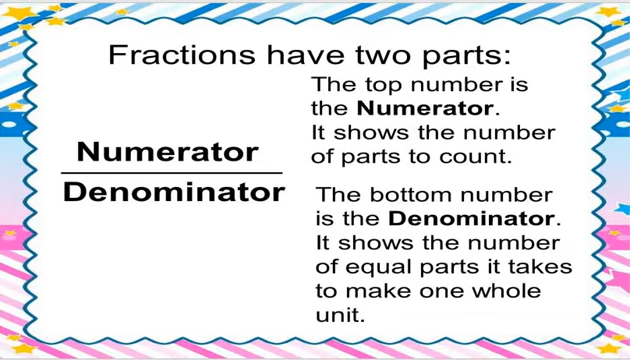 Fractions have two parts:
Numerator
Denominator
The top number is
the Numerator.
It shows the number
of parts to count.
The bottom number
is the Denominator.
It shows the number
of equal parts it takes
to make one whole
unit.